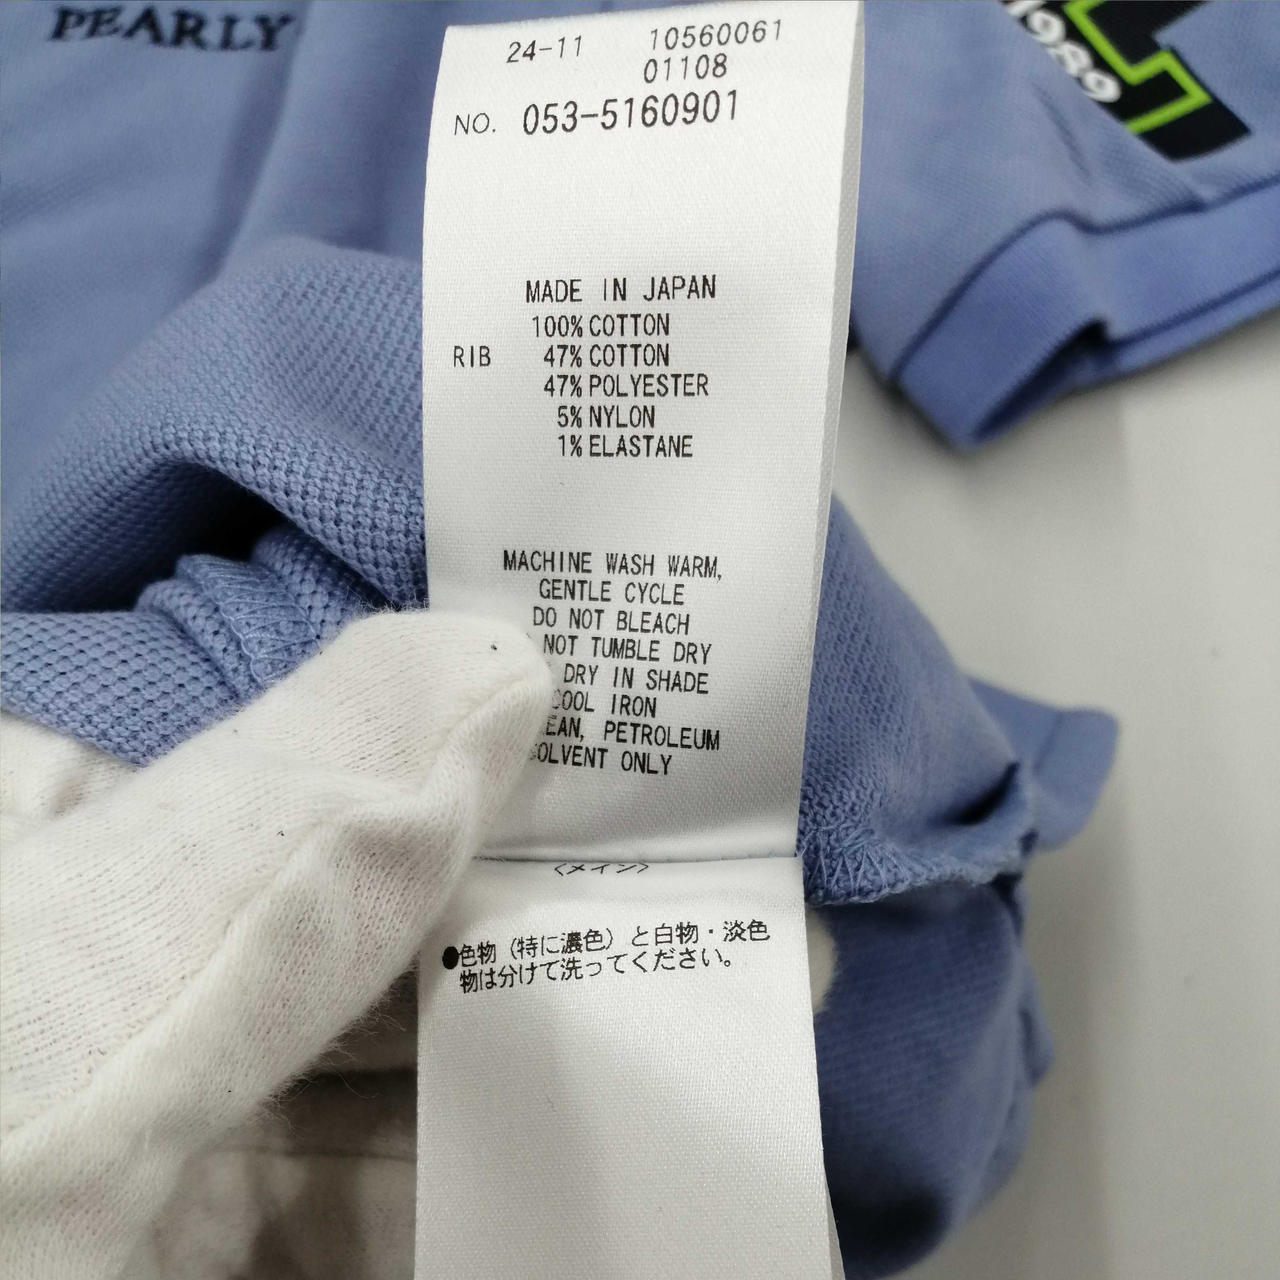 PEARLY
1989
24-11 10560061
01108
NO. 053-5160901
MADE IN JAPAN
100% COTTON
RIB 47% COTTON
47% POLYESTER
5% NYLON
1% ELASTANE
MACHINE WASH WARM,
GENTLE CYCLE
DO NOT BLEACH
NOT TUMBLE DRY
DRY IN SHADE
COOL IRON
EAN, PETROLEUM
SOLVENT ONLY
<メイン>
●色物(特に濃色)と白物・淡色
物は分けて洗ってください。